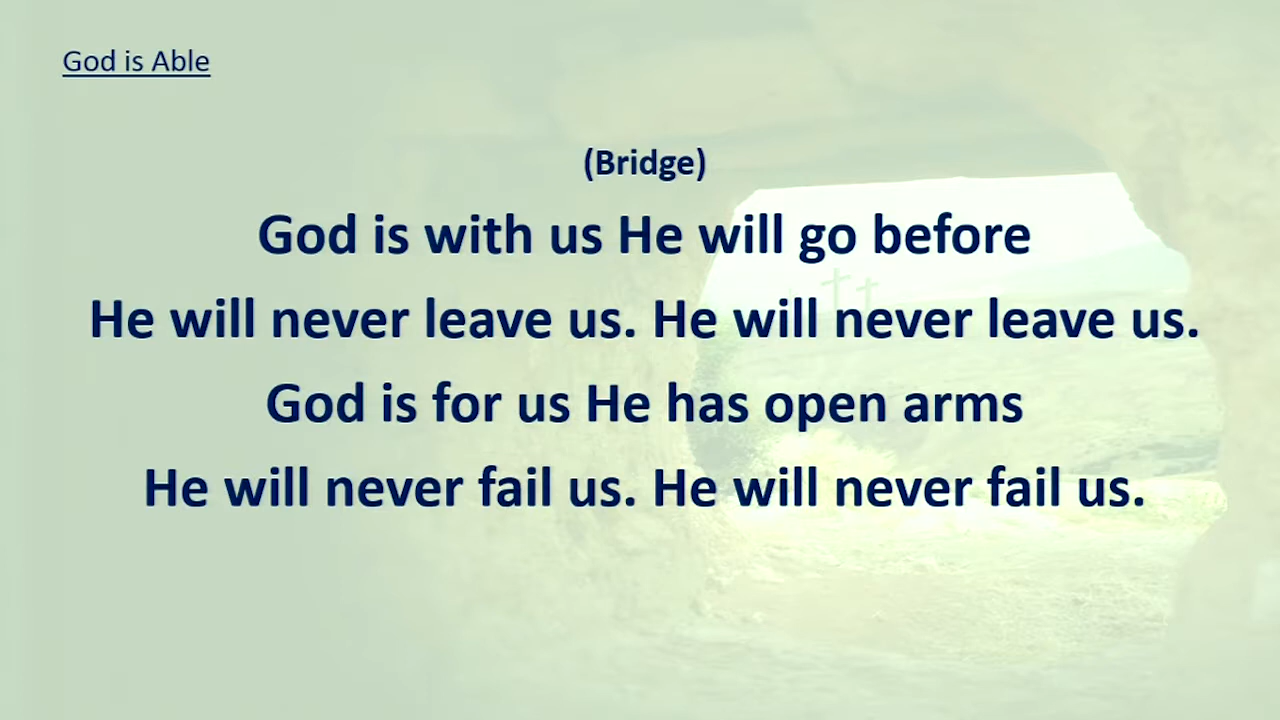 God is Able
(Bridge)
God is with us He will go before
He will never leave us. He will never leave us.
God is for us He has open arms
He will never fail us. He will never fail us.